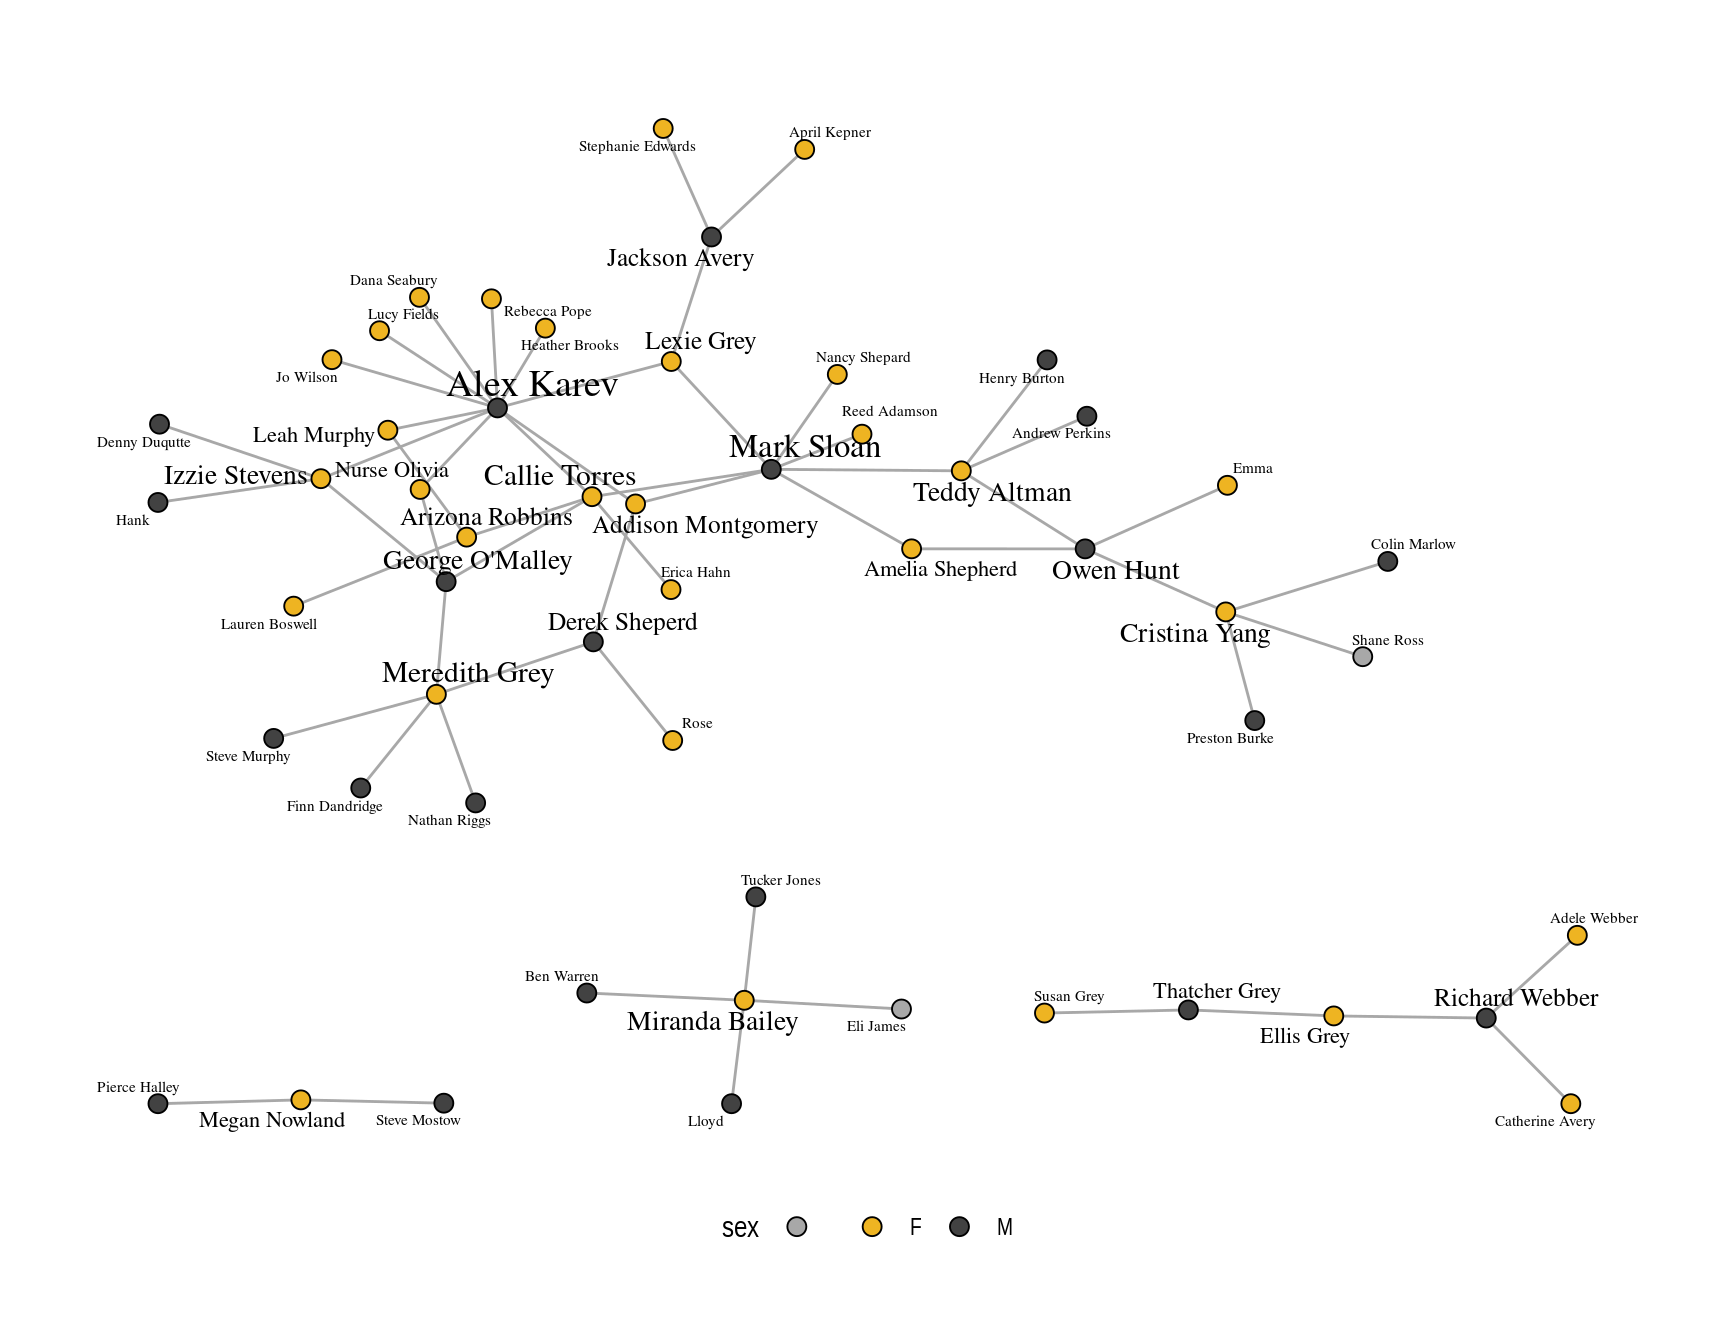 April Kepner
Stephanie Edwards
Jackson Avery
Dana Seabury
Lucy Fields
Rebecca Pope
Heather Brooks
Lexie Grey
Jo Wilson
Alex Karev
Nancy Shepard
Henry Burton
Reed Adamson
Andrew Perkins
Denny Duqutte
Leah Murphy
Mark Sloan
Izzie Stevens
Nurse Olivia
Callie Torres
Emma
Teddy Altman
Hank
Arizona Robbins
Addison Montgomery
Colin Marlow
George O'Malley
Erica Hahn
Amelia Shepherd
Owen Hunt
Lauren Boswell
Derek Sheperd
Cristina Yang
Shane Ross
Meredith Grey
Rose
Preston Burke
Steve Murphy
Finn Dandridge
Nathan Riggs
Tucker Jones
Adele Webber
Ben Warren
Susan Grey
Thatcher Grey
Richard Webber
Miranda Bailey
Eli James
Ellis Grey
Pierce Halley
Megan Nowland
Steve Mostow
Lloyd
Catherine Avery
sex F M